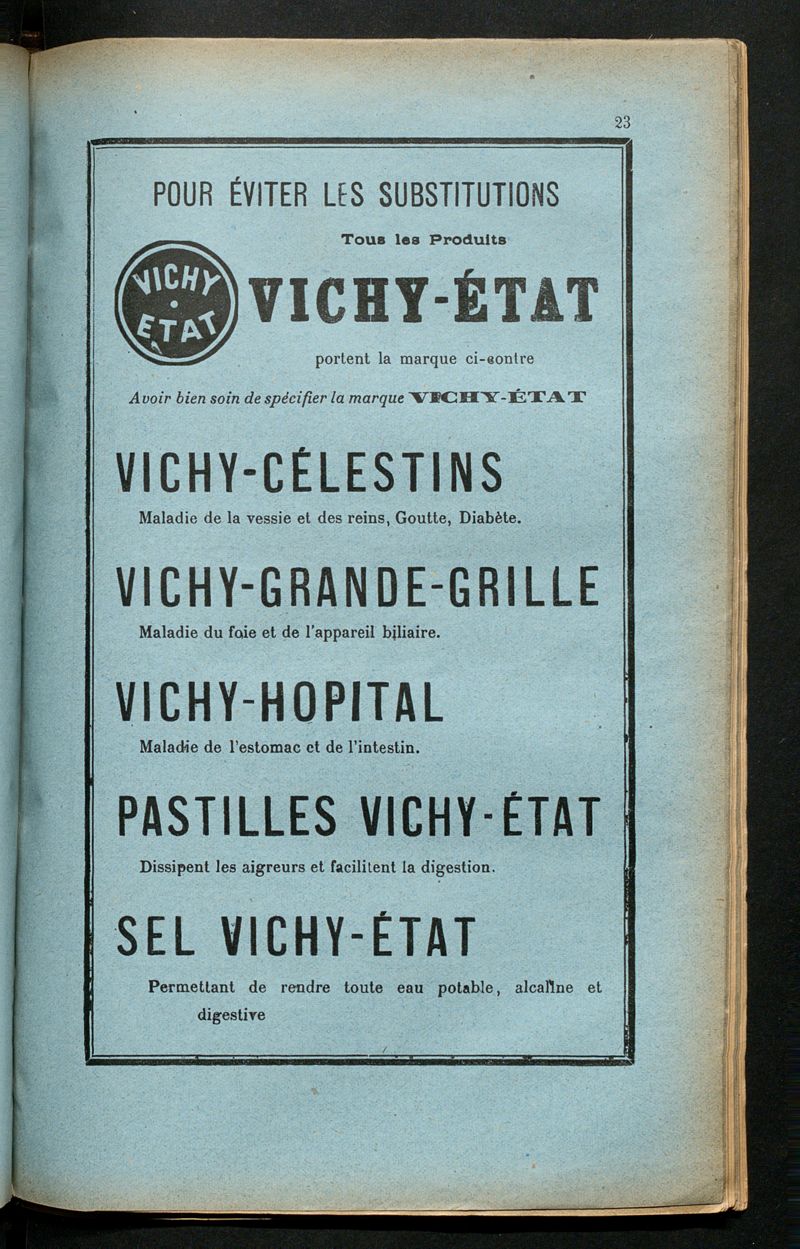 23
POUR ÉVITER LES SUBSTITUTIONS
Tous les Produits
VICHY
ÉTAT
VICHY-ÉTAT
portent la marque ci-contre
Avoir bien soin de spécifier la marque VICHY-ÉTAT
VICHY-CÉLESTINS
Maladie de la vessie et des reins, Goutte, Diabète.
VICHY-GRANDE-GRILLE
Maladie du foie et de l'appareil biliaire.
VICHY-HOPITAL
Maladie de l'estomac et de l'intestin.
PASTILLES VICHY-ÉTAT
Dissipent les aigreurs et facilitent la digestion.
SEL VICHY-ÉTAT
Permettant de rendre toute eau potable, alcaline et
digestive